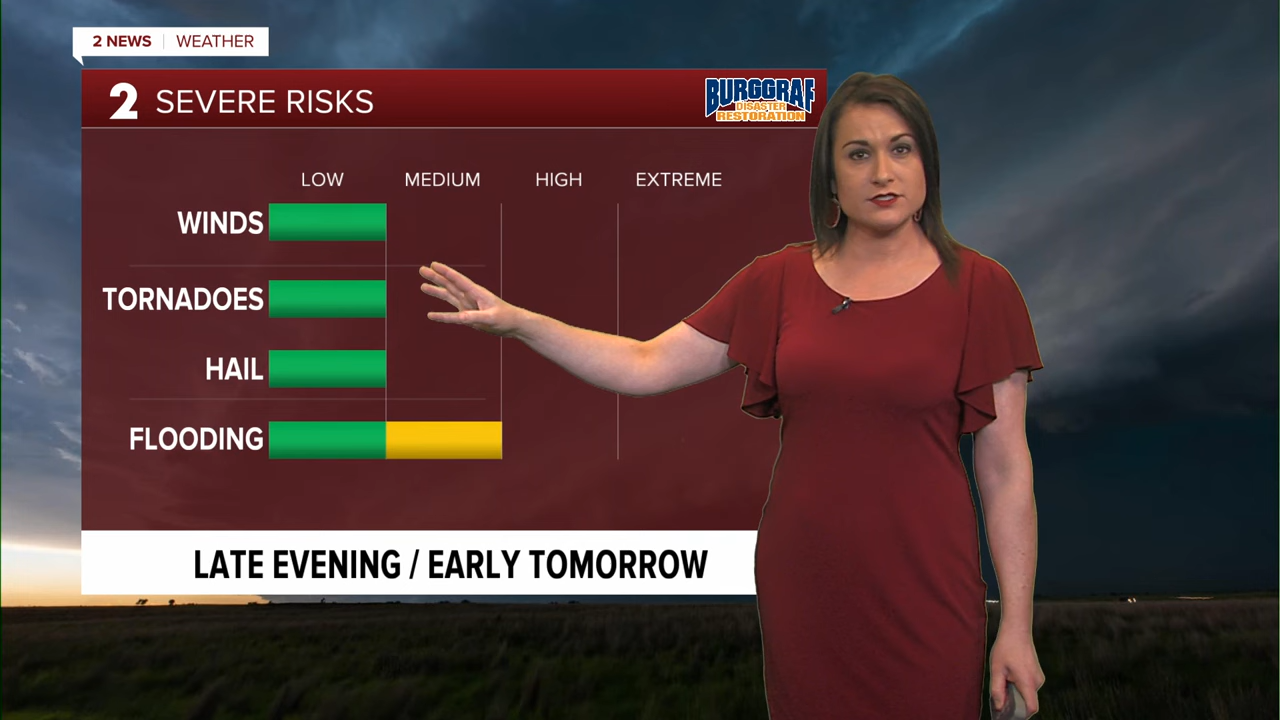 2 NEWS | WEATHER
2 SEVERE RISKS
BURGGRAF
DISASTER
RESTORATION
LOW MEDIUM HIGH EXTREME
WINDS
TORNADOES
HAIL
FLOODING
LATE EVENING / EARLY TOMORROW